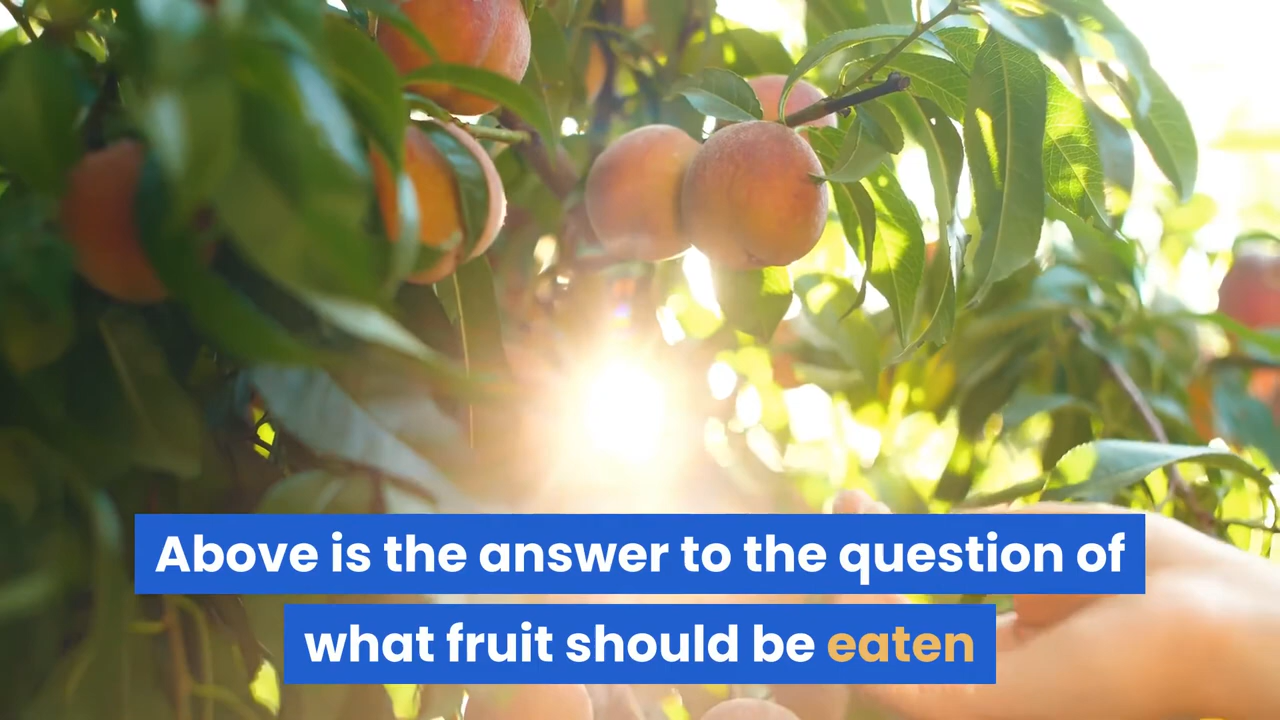 Above is the answer to the question of
what fruit should be eaten